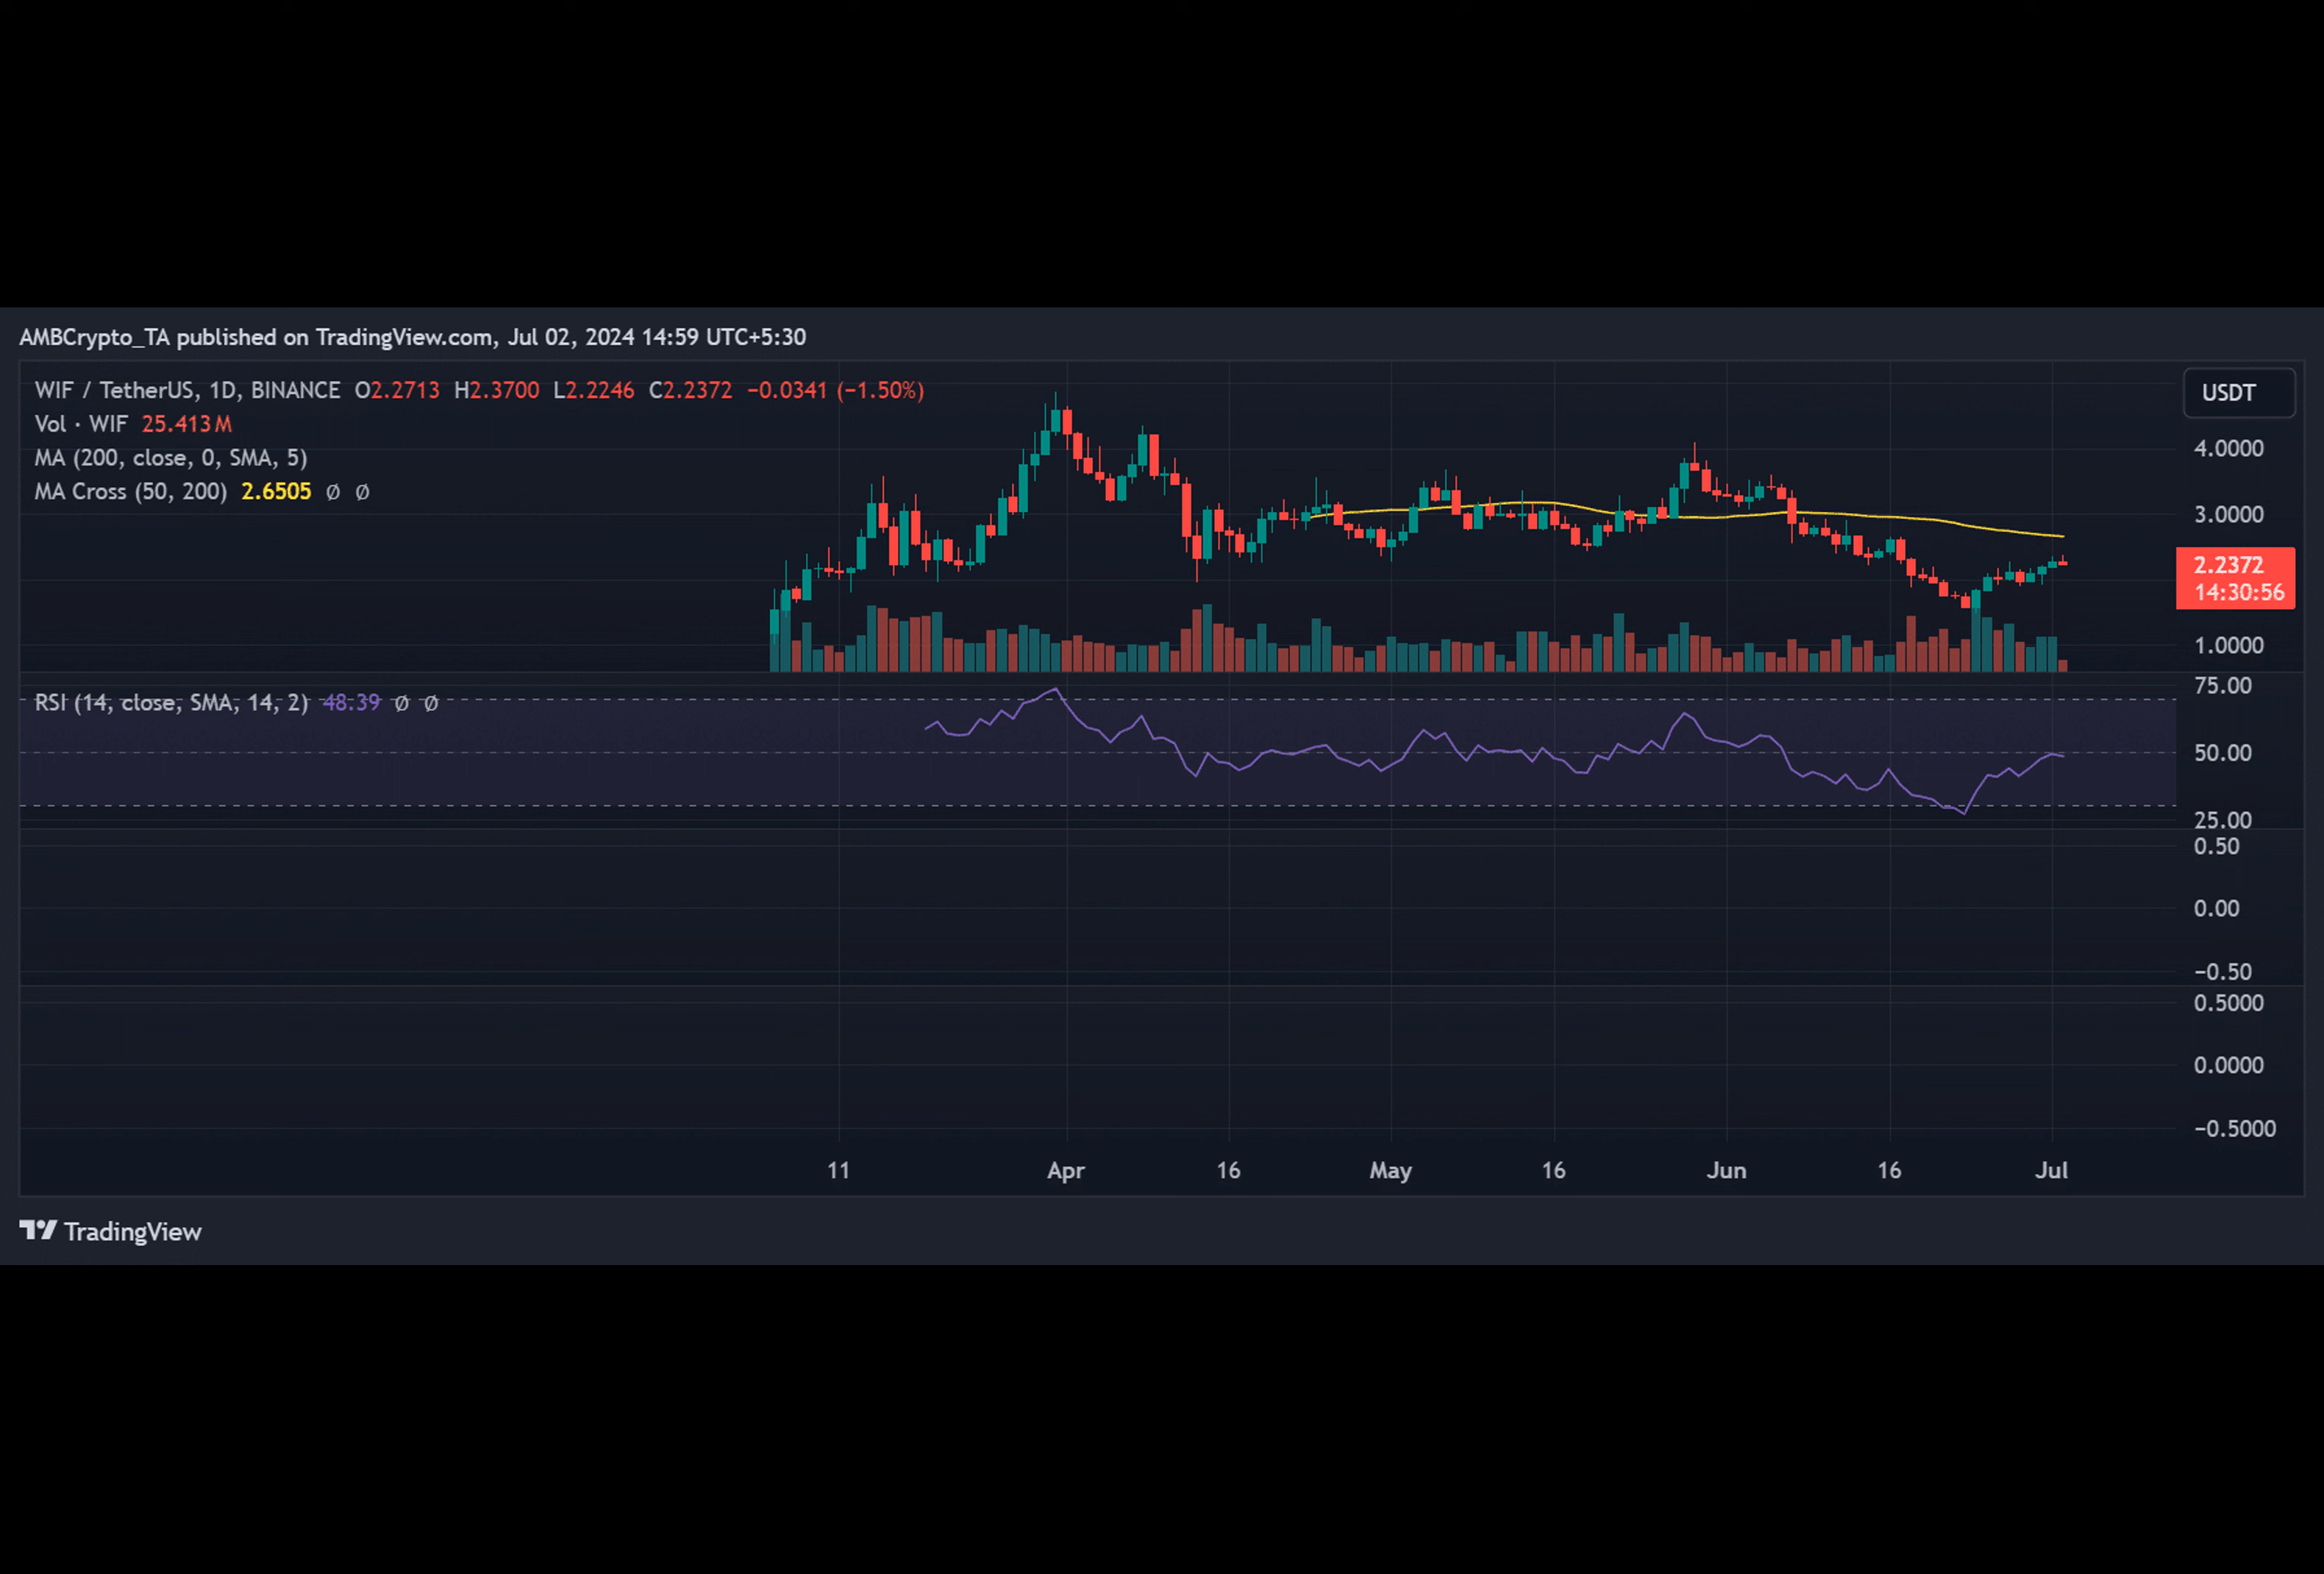 AMBCrypto_TA published on TradingView.com, Jul 02, 2024 14:59 UTC+5:30
WIF / TetherUS, 1D, BINANCE O2.2713 H2.3700 L2.2246 C2.2372 −0.0341 (−1.50%)
USDT
Vol · WIF 25.413M
MA (200, close, 0, SMA, 5)
MA Cross (50, 200) 2.6505 ∅ ∅
4.0000
3.0000
2.2372
14:30:56
1.0000
RSI (14, close, SMA, 14, 2) 48.39 ∅ ∅
75.00
50.00
25.00
0.50
0.00
−0.50
0.5000
0.0000
−0.5000
11 Apr 16 May 16 Jun 16 Jul
TradingView